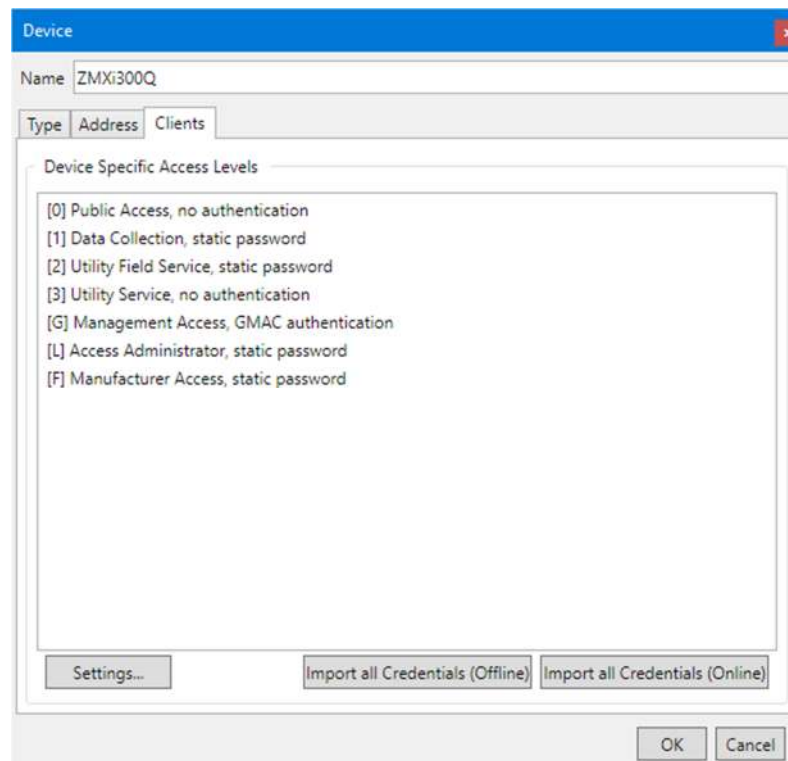 Device
Name ZMXi300Q
Type Address Clients
Device Specific Access Levels
[0] Public Access, no authentication
[1] Data Collection, static password
[2] Utility Field Service, static password
[3] Utility Service, no authentication
[G] Management Access, GMAC authentication
[L] Access Administrator, static password
[F] Manufacturer Access, static password
Settings... Import all Credentials (Offline) Import all Credentials (Online)
OK Cancel